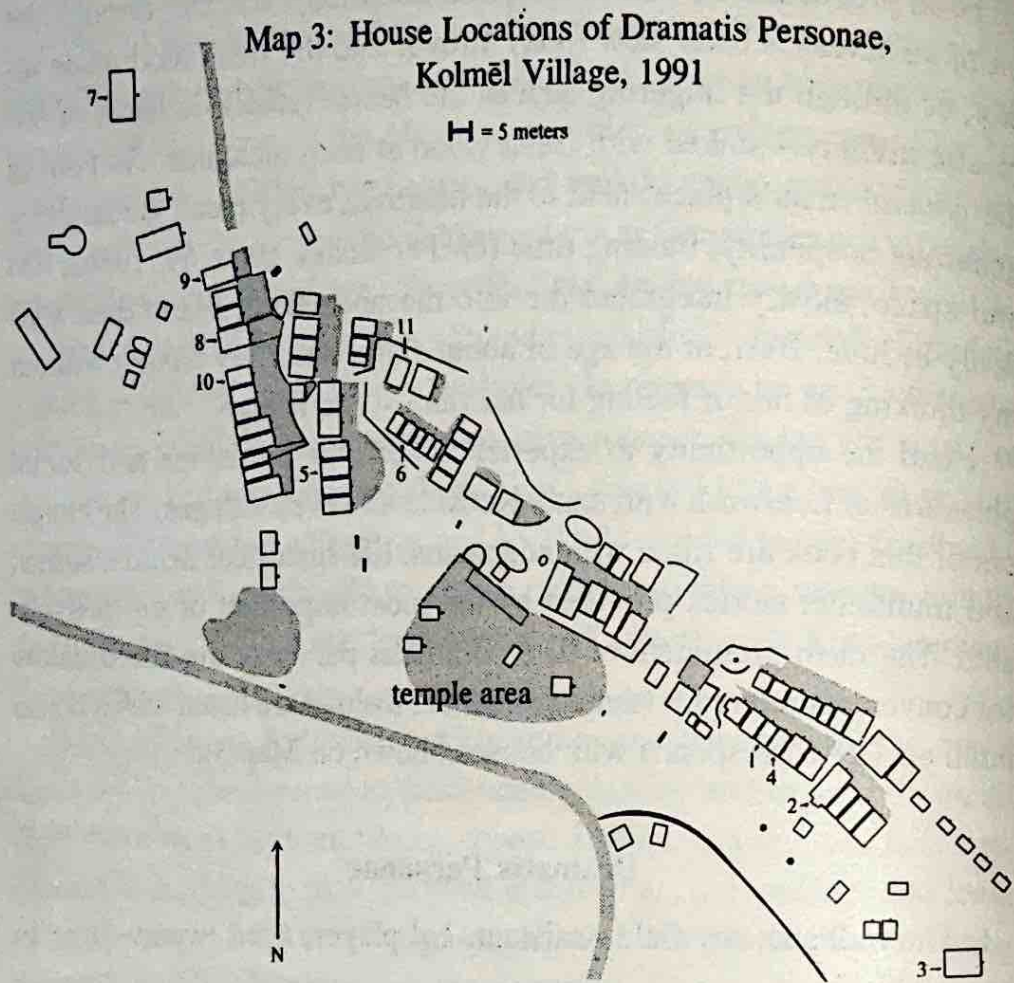 Map 3: House Locations of Dramatis Personae,
Kolmēl Village, 1991
= 5 meters
7
9
11
8
10
5
6
temple area
1
4
2
N
3